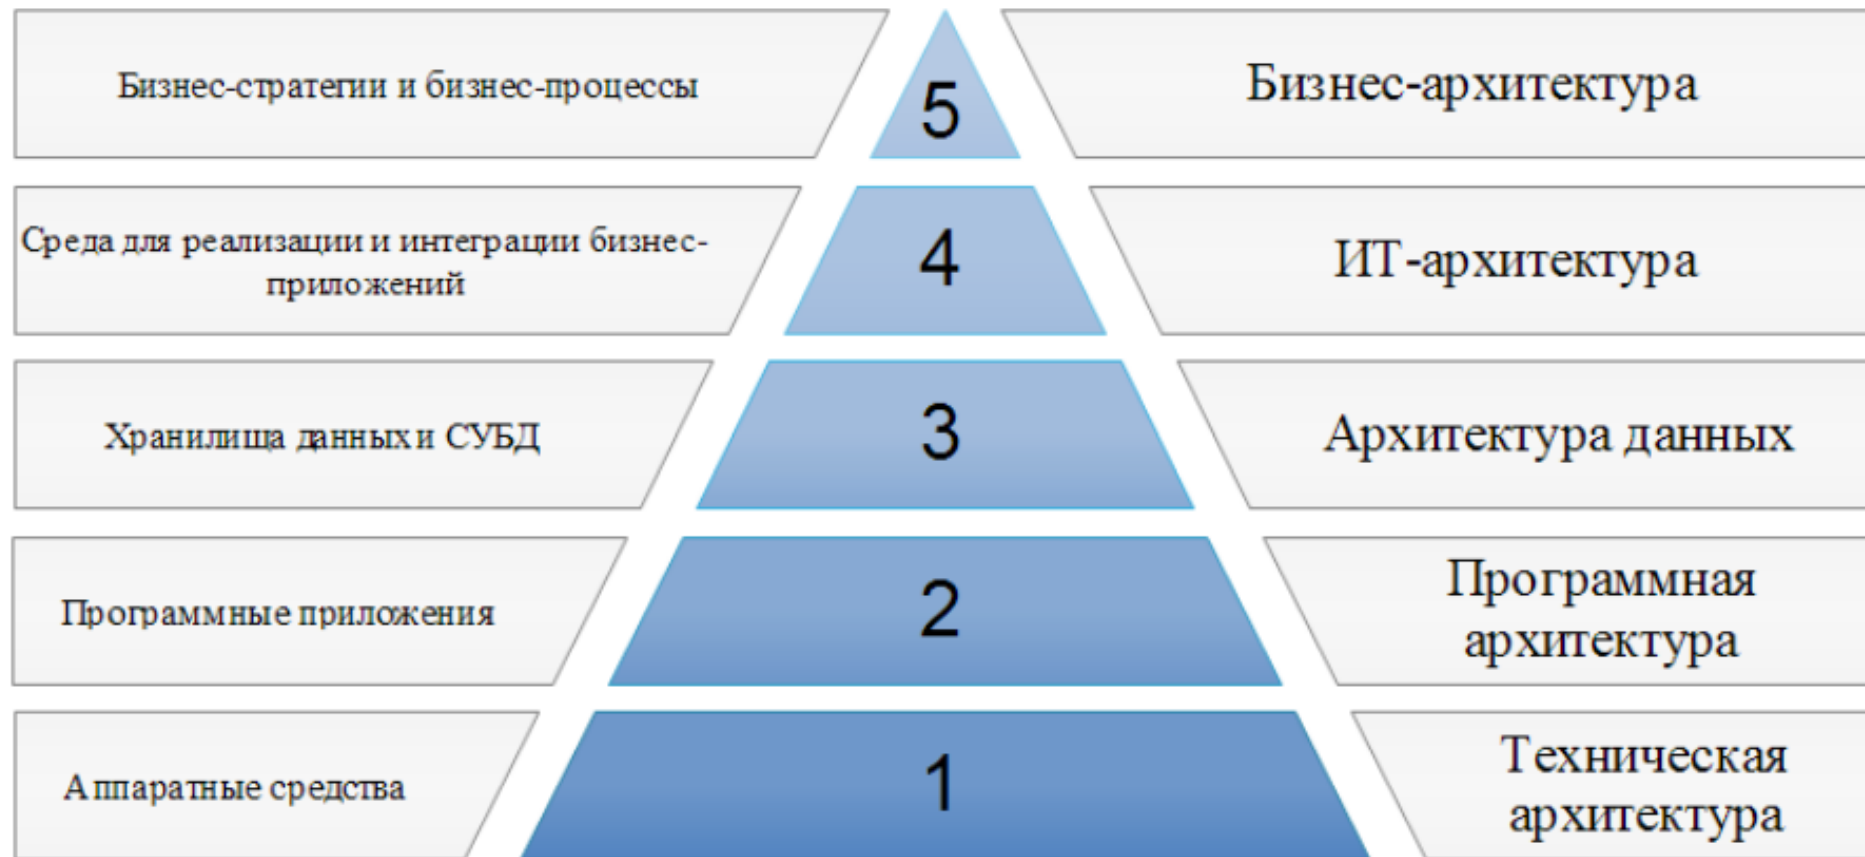 Бизнес-стратегии и бизнес-процессы
5
Бизнес-архитектура
Среда для реализации и интеграции бизнес-
приложений
4
ИТ-архитектура
Хранилища данных и СУБД
3
Архитектура данных
Программные приложения
2
Программная
архитектура
Аппаратные средства
1
Техническая
архитектура